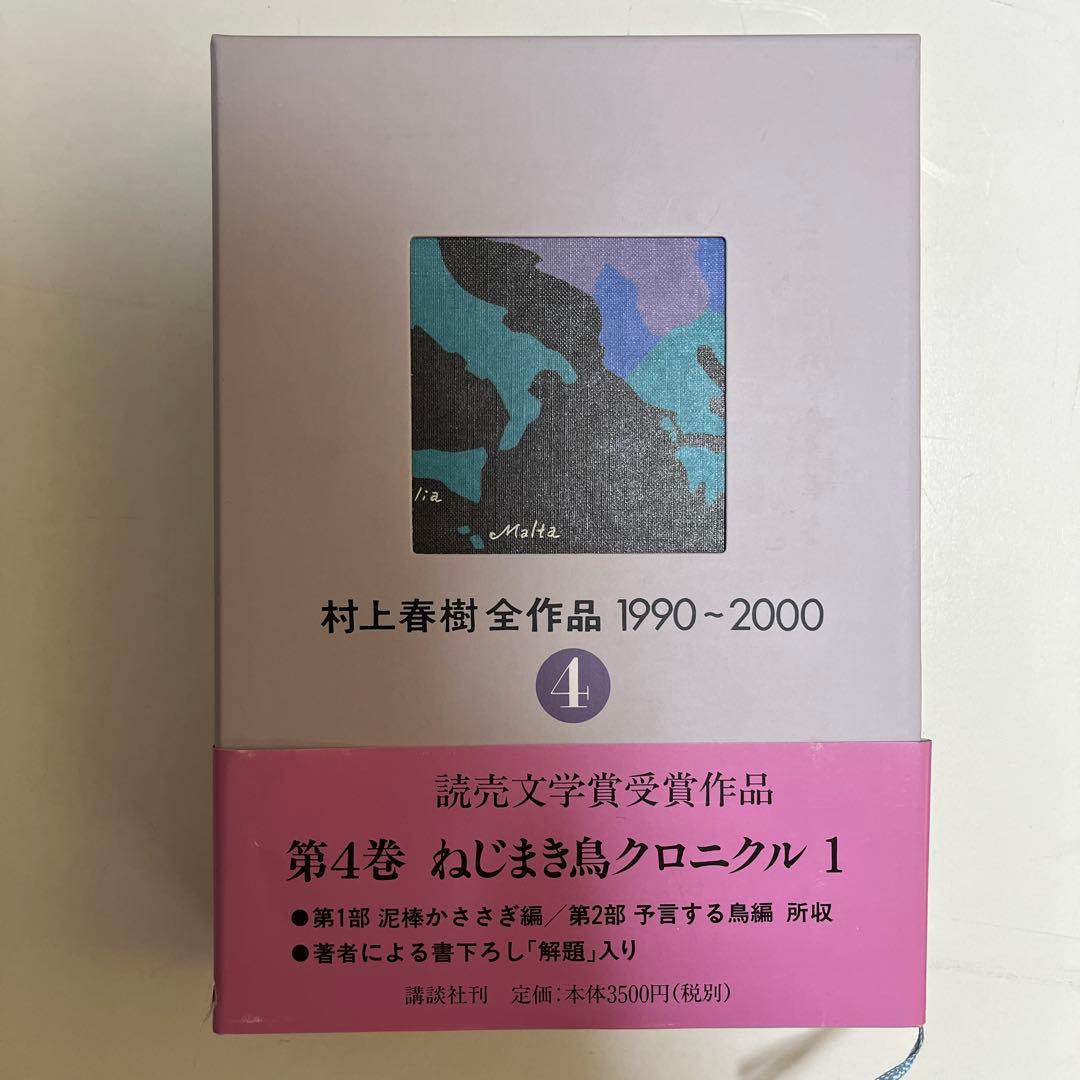 lia
Malta
村上春樹 全作品 1990~2000
4
読売文学賞受賞作品
第4巻 ねじまき鳥クロニクル 1
●第1部 泥棒かささぎ編／第2部 予言する鳥編 所収
●著者による書下ろし「解題」入り
講談社刊 定価:本体3500円(税別)